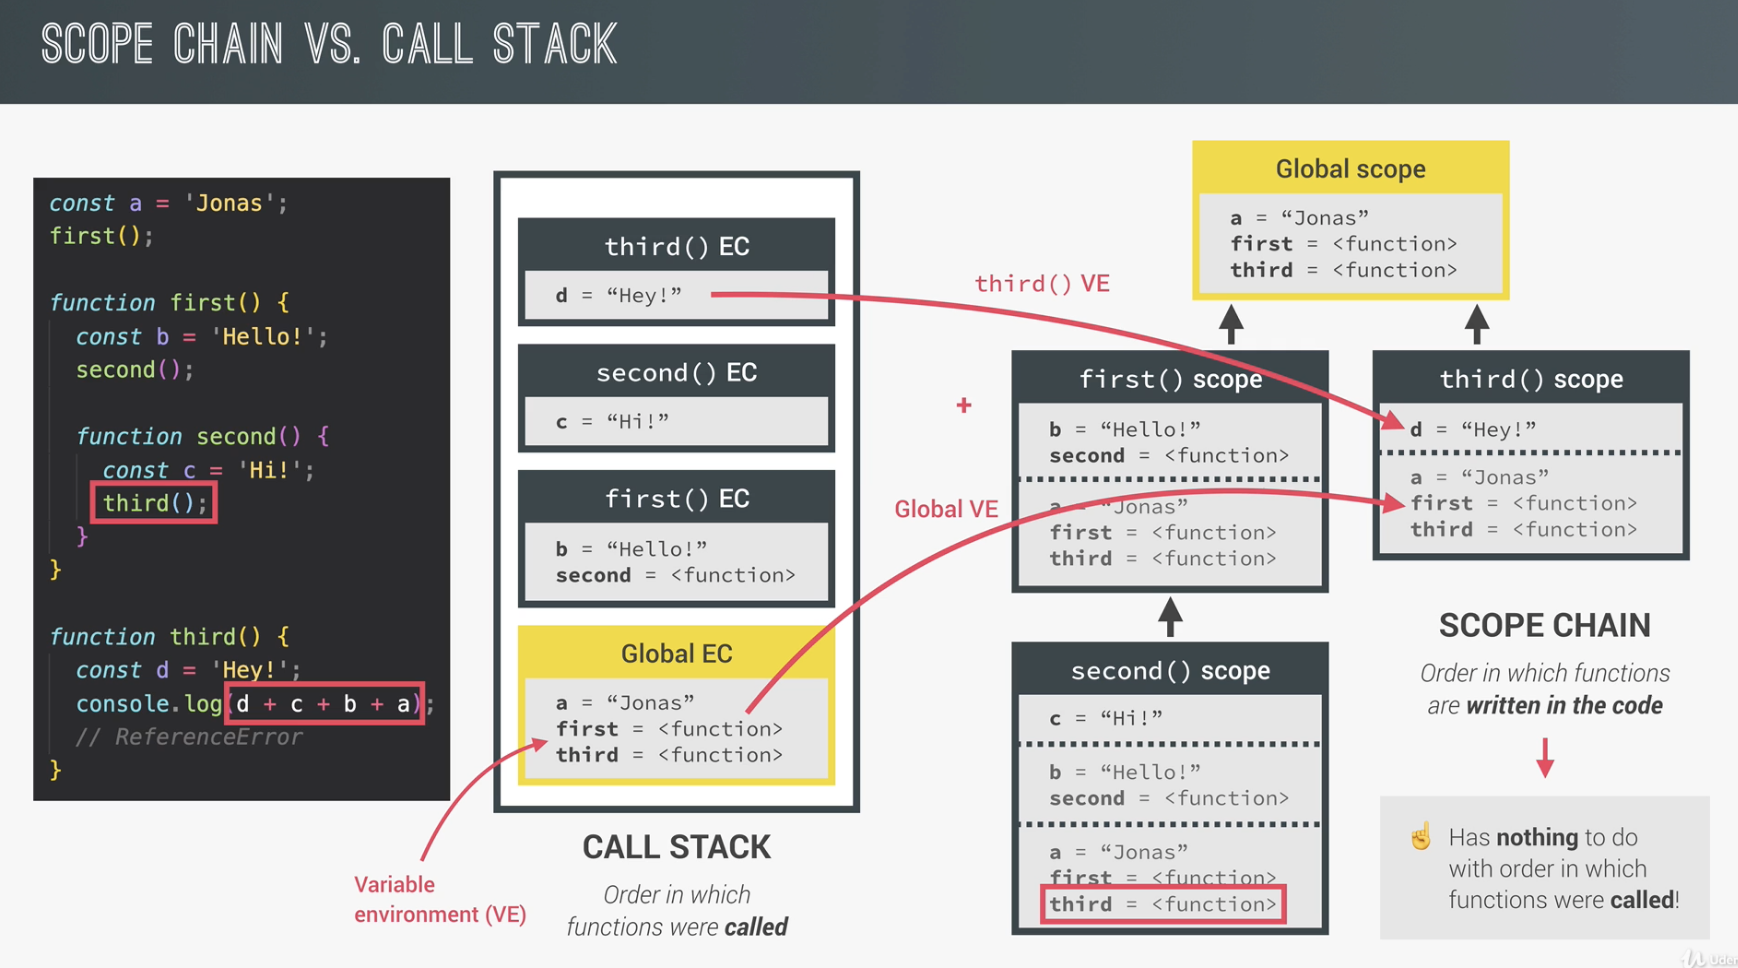 SCOPE CHAIN VS. CALL STACK
const a = 'Jonas';
first();
function first() {
const b = 'Hello!';
second();
function second() {
const c = 'Hi!';
third();
}
}
function third() {
const d = 'Hey!';
console.log(d + c + b + a);
// ReferenceError
}
third() EC
d = “Hey!”
second() EC
c = “Hi!”
first() EC
b = “Hello!”
second = <function>
Global EC
a = “Jonas”
first = <function>
third = <function>
Variable
environment (VE)
CALL STACK
Order in which
functions were called
third() VE
+
Global VE
Global scope
a = “Jonas”
first = <function>
third = <function>
first() scope
b = “Hello!”
second = <function>
a = “Jonas”
first = <function>
third = <function>
second() scope
c = “Hi!”
b = “Hello!”
second = <function>
a = “Jonas”
first = <function>
third = <function>
third() scope
d = “Hey!”
a = “Jonas”
first = <function>
third = <function>
SCOPE CHAIN
Order in which functions
are written in the code
☝️ Has nothing to do
with order in which
functions were called!